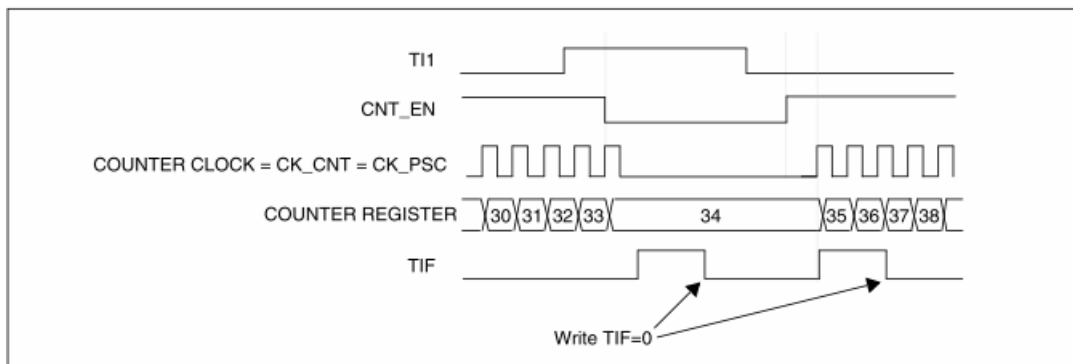 TI1
CNT_EN
COUNTER CLOCK = CK_CNT = CK_PSC
COUNTER REGISTER 30 31 32 33 34 35 36 37 38
TIF
Write TIF=0